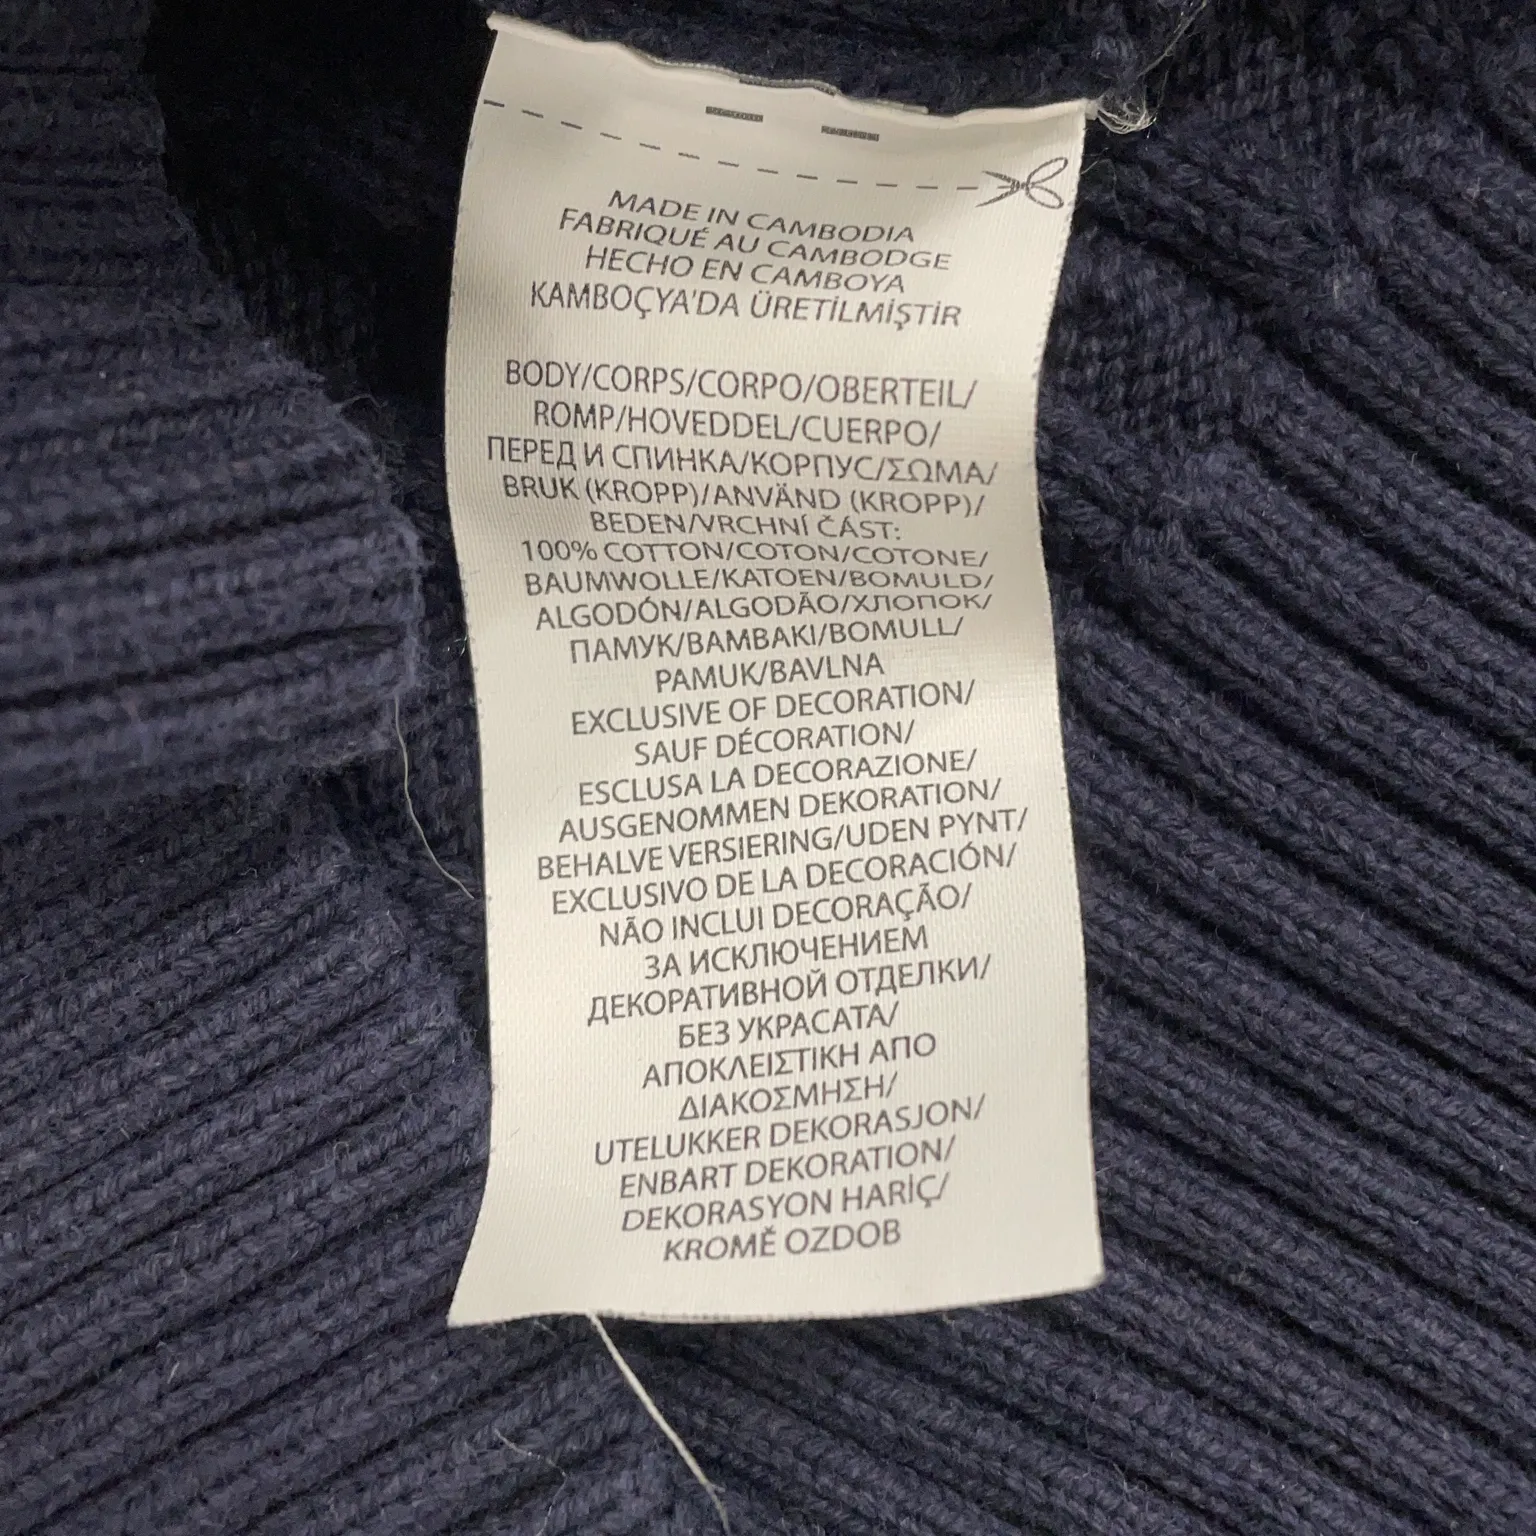 MADE IN CAMBODIA
FABRIQUÉ AU CAMBODGE
HECHO EN CAMBOYA
KAMBOÇYA'DA ÜRETİLMİŞTİR
BODY/CORPS/CORPO/OBERTEIL/
ROMP/HOVEDDEL/CUERPO/
ПЕРЕД И СПИНКА/КОРПУС/ΣΩΜΑ/
BRUK (KROPP)/ANVÄND (KROPP)/
BEDEN/VRCHNÍ ČÁST:
100% COTTON/COTON/COTONE/
BAUMWOLLE/KATOEN/BOMULD/
ALGODÓN/ALGODÃO/ХЛОПОК/
ПАМУК/ΒΑΜΒΑΚΙ/BOMULL/
PAMUK/BAVLNA
EXCLUSIVE OF DECORATION/
SAUF DÉCORATION/
ESCLUSA LA DECORAZIONE/
AUSGENOMMEN DEKORATION/
BEHALVE VERSIERING/UDEN PYNT/
EXCLUSIVO DE LA DECORACIÓN/
NÃO INCLUI DECORAÇÃO/
ЗА ИСКЛЮЧЕНИЕМ
ДЕКОРАТИВНОЙ ОТДЕЛКИ/
БЕЗ УКРАСАТА/
ΑΠΟΚΛΕΙΣΤΙΚΗ ΑΠΟ
ΔΙΑΚΟΣΜΗΣΗ/
UTELUKKER DEKORASJON/
ENBART DEKORATION/
DEKORASYON HARİÇ/
KROMĚ OZDOB